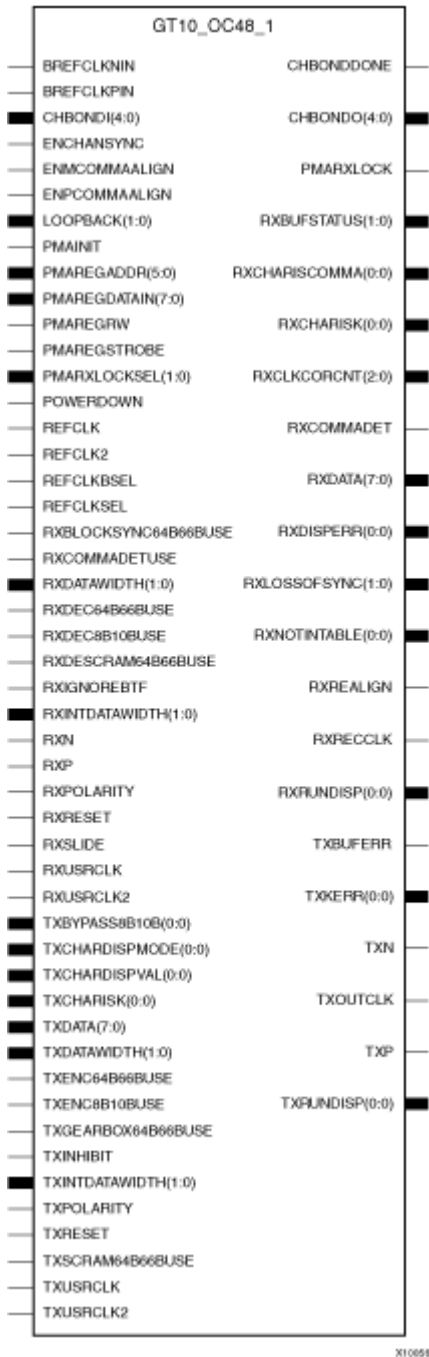 GT10_OC48_1
BREFCLKNIN CHBONDDONE
BREFCLKPIN
CHBONDI(4:0) CHBONDO(4:0)
ENCHANSYNC
ENMCOMMAALIGN PMARXLOCK
ENPCOMMAALIGN
LOOPBACK(1:0) RXBUFSTATUS(1:0)
PMAINIT
PMAREGADDR(5:0) RXCHARISCOMMA(0:0)
PMAREGDATAIN(7:0)
PMAREGRW RXCHARISK(0:0)
PMAREGSTROBE
PMARXLOCKSEL(1:0) RXCLKCORCNT(2:0)
POWERDOWN
REFCLK RXCOMMADET
REFCLK2
REFCLKBSEL RXDATA(7:0)
REFCLKSEL
RXBLOCKSYNC64B66BUSE RXDISPERR(0:0)
RXCOMMADETUSE
RXDATAWIDTH(1:0) RXLOSSOFSYNC(1:0)
RXDEC64B66BUSE
RXDEC8B10BUSE RXNOTINTABLE(0:0)
RXDESCRAM64B66BUSE
RXIGNOREBTF RXREALIGN
RXINTDATAWIDTH(1:0)
RXN RXRECCLK
RXP
RXPOLARITY RXRUNDISP(0:0)
RXRESET
RXSLIDE TXBUFERR
RXUSRCLK
RXUSRCLK2 TXKERR(0:0)
TXBYPASS8B10B(0:0)
TXCHARDISPMODE(0:0) TXN
TXCHARDISPVAL(0:0)
TXCHARISK(0:0) TXOUTCLK
TXDATA(7:0)
TXDATAWIDTH(1:0) TXP
TXENC64B66BUSE
TXENC8B10BUSE TXRUNDISP(0:0)
TXGEARBOX64B66BUSE
TXINHIBIT
TXINTDATAWIDTH(1:0)
TXPOLARITY
TXRESET
TXSCRAM64B66BUSE
TXUSRCLK
TXUSRCLK2